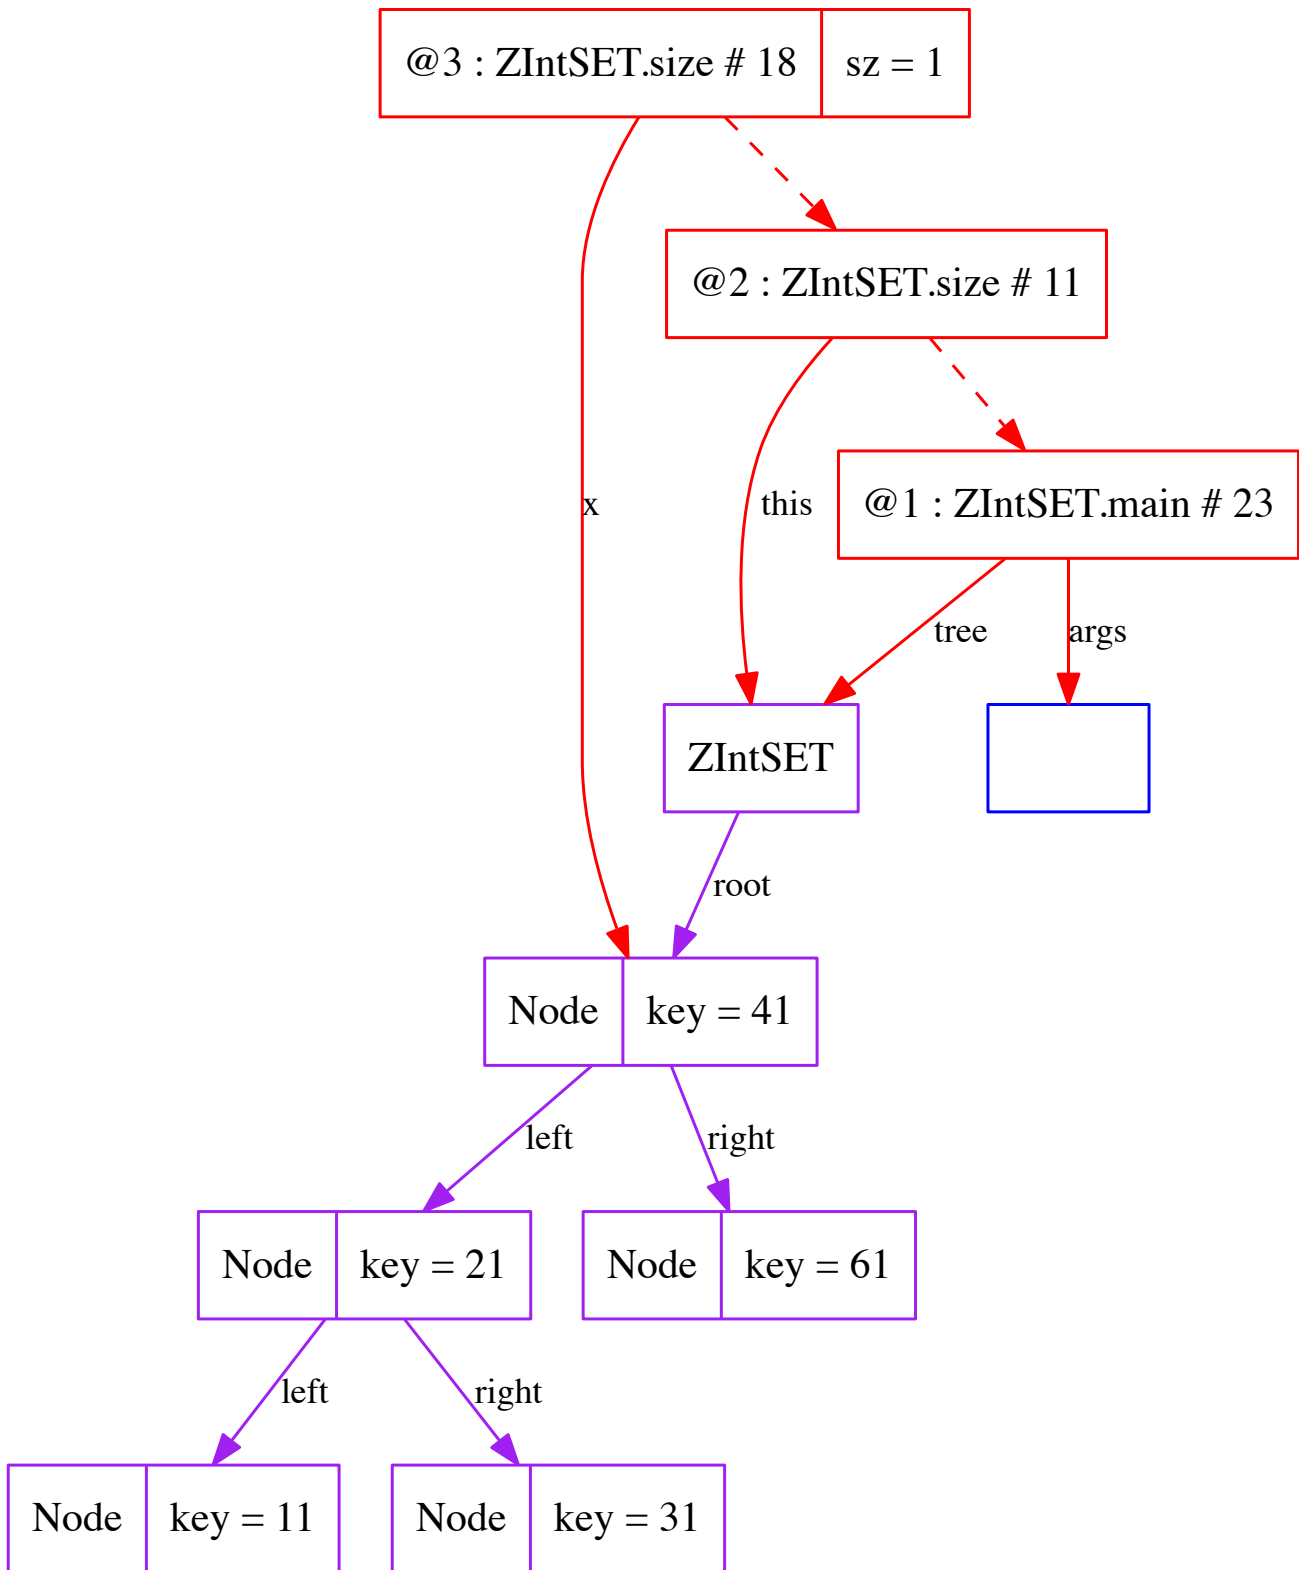 @3 : ZIntSET.size # 18 sz = 1
@2 : ZIntSET.size # 11
x
this
@1 : ZIntSET.main # 23
tree
args
ZIntSET
root
Node key = 41
left
right
Node key = 21
Node key = 61
left
right
Node key = 11
Node key = 31